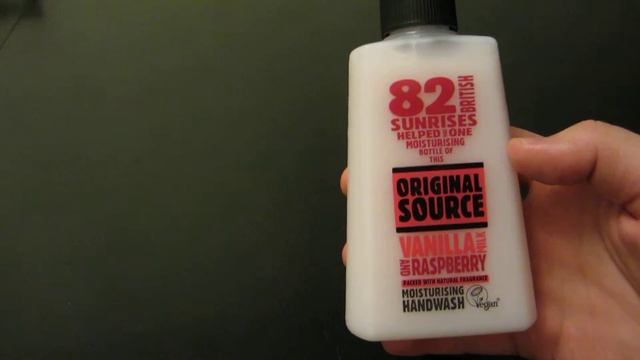 82 BRITISH
SUNRISES
HELPED ONE
MOISTURISING
BOTTLE OF
THIS
ORIGINAL
SOURCE
VANILLA MILK
AND RASPBERRY
PACKED WITH NATURAL FRAGRANCE
MOISTURISING
HANDWASH
Vegan